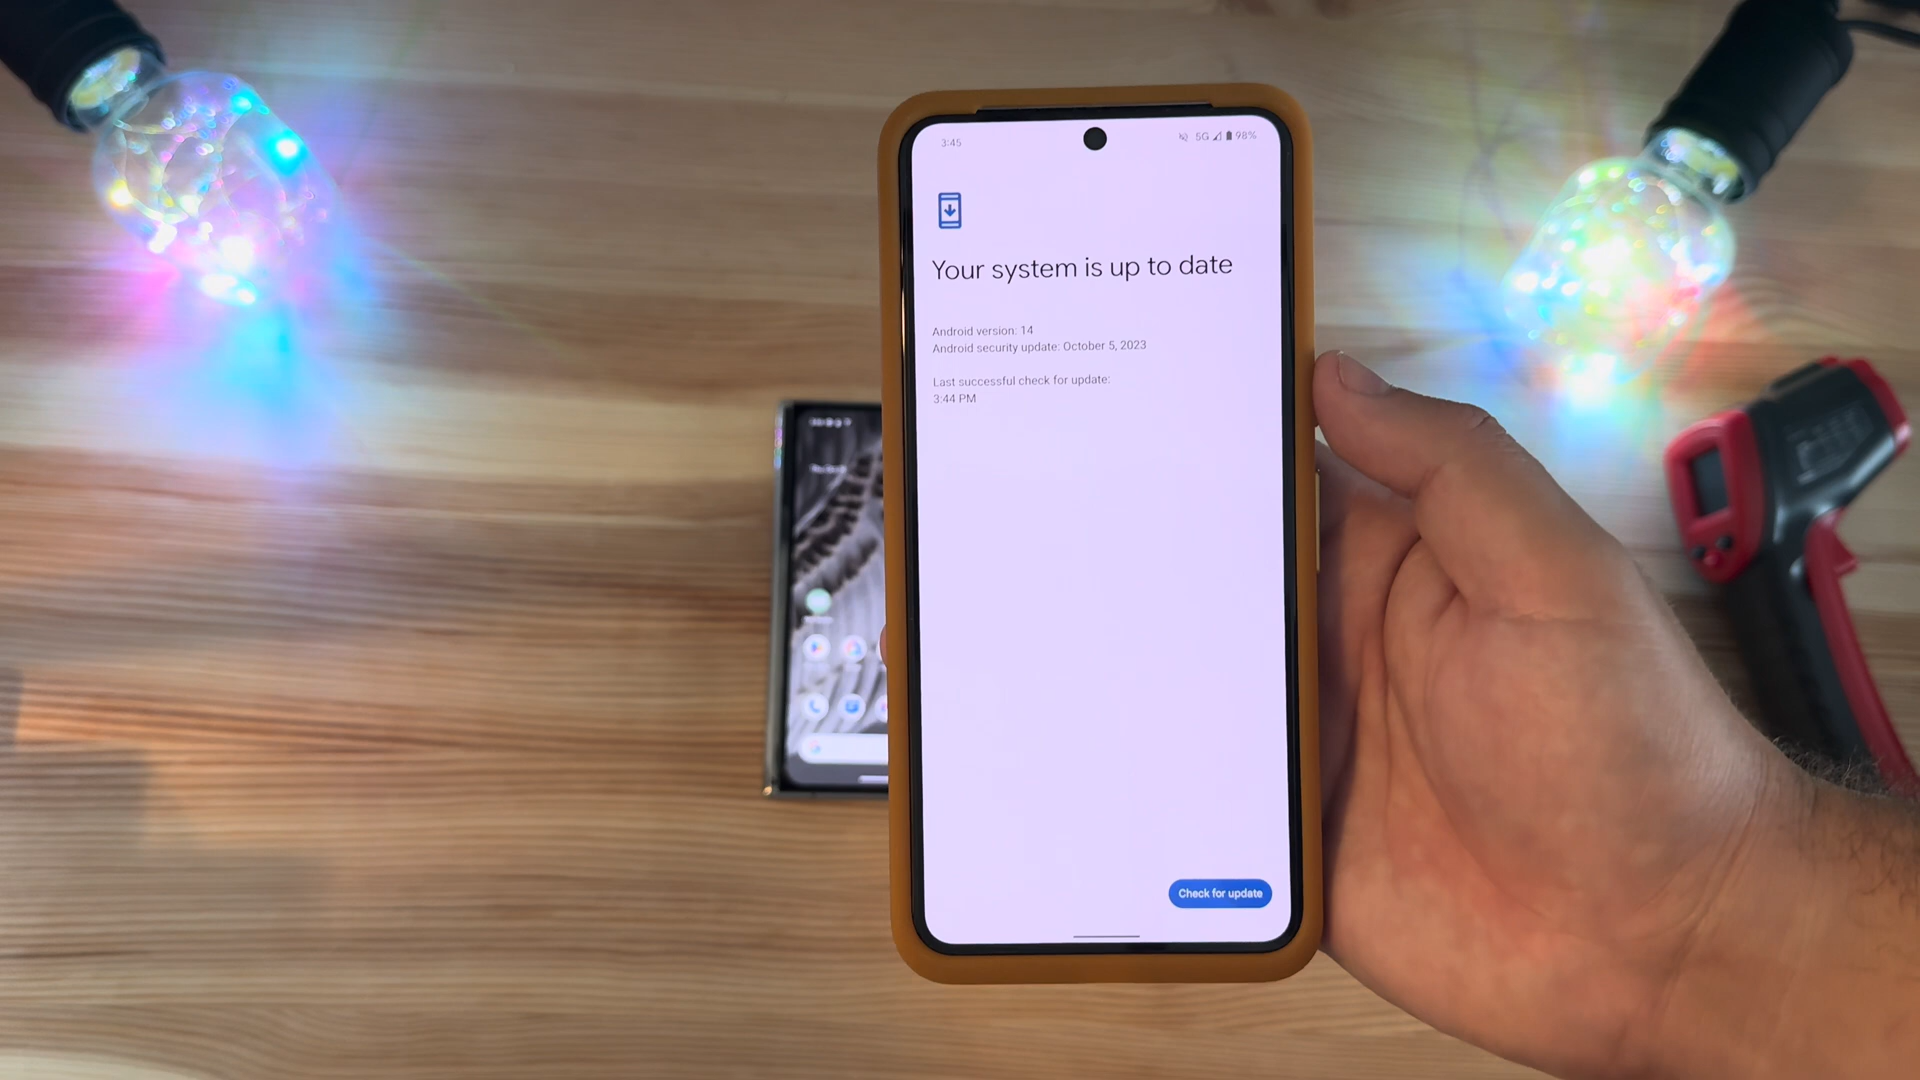 3:45
5G 98%
Your system is up to date
Android version: 14
Android security update: October 5, 2023
Last successful check for update:
3:44 PM
Check for update